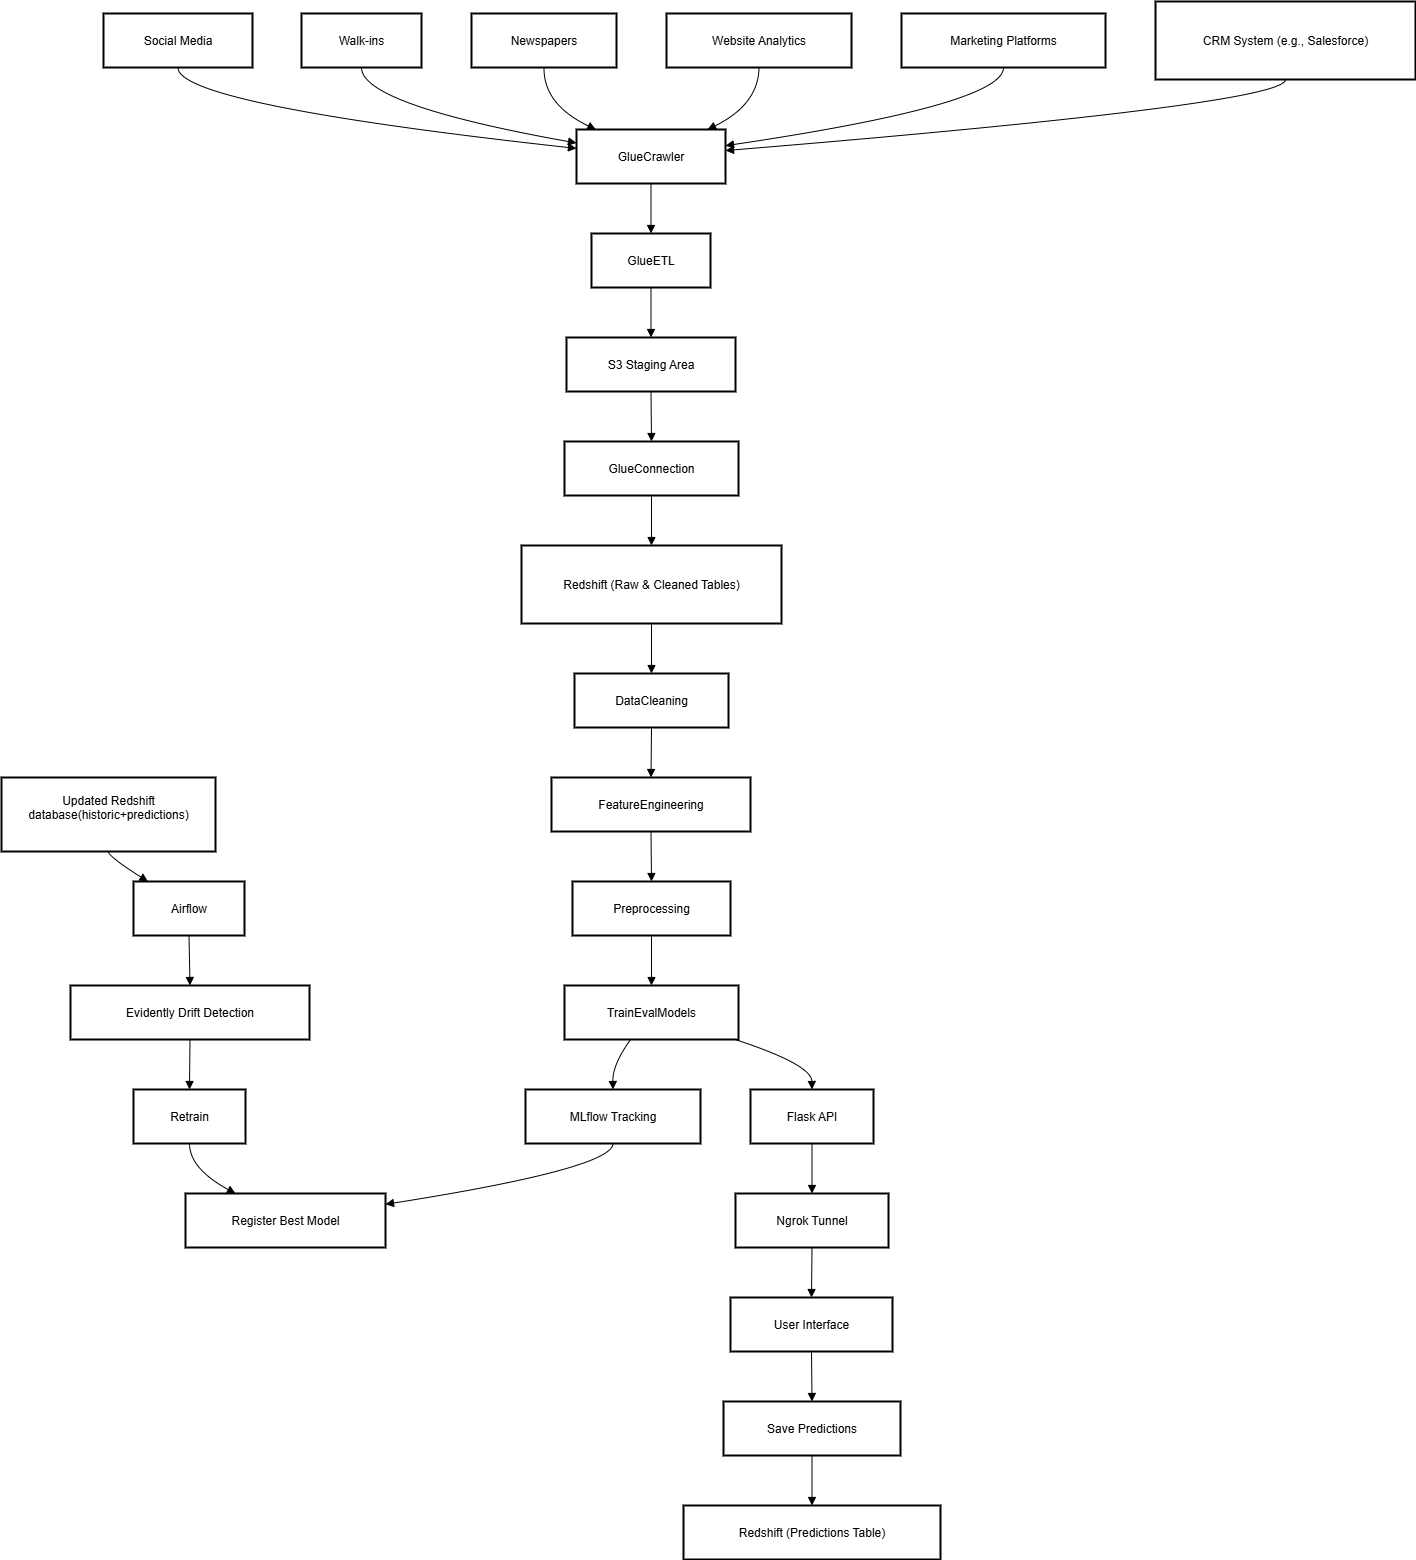 Social Media
Walk-ins
Newspapers
Website Analytics
Marketing Platforms
CRM System (e.g., Salesforce)
GlueCrawler
GlueETL
S3 Staging Area
GlueConnection
Redshift (Raw & Cleaned Tables)
DataCleaning
Updated Redshift
database(historic+predictions)
FeatureEngineering
Airflow
Preprocessing
Evidently Drift Detection
TrainEvalModels
Retrain
MLflow Tracking
Flask API
Register Best Model
Ngrok Tunnel
User Interface
Save Predictions
Redshift (Predictions Table)